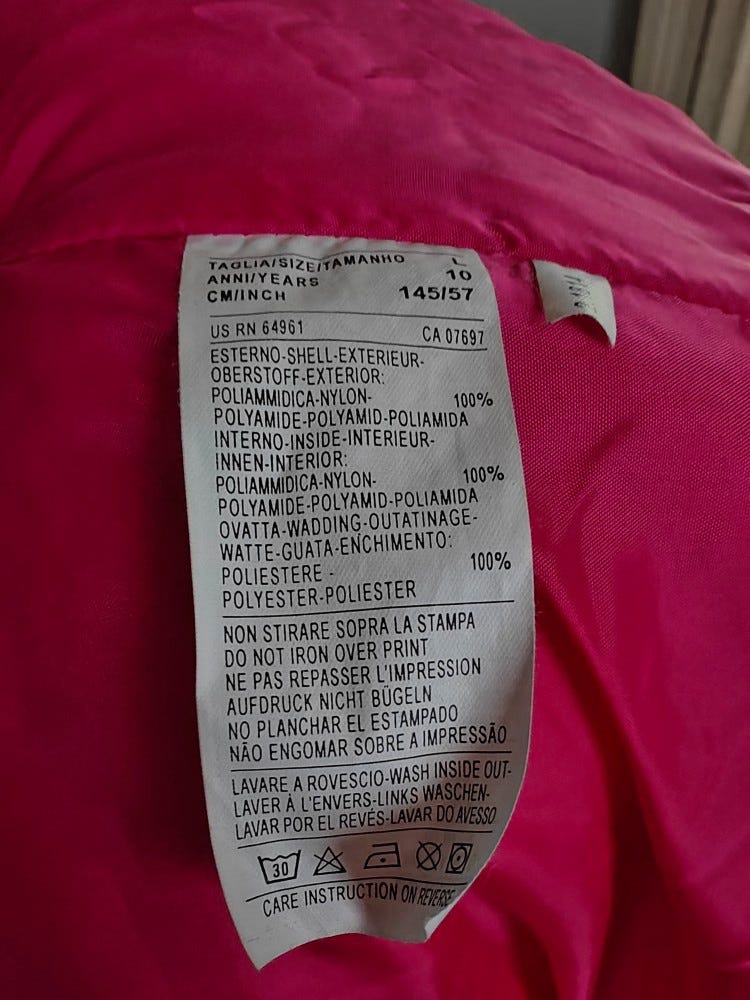 TAGLIA/SIZE/TAMANHO L
ANNI/YEARS 10
CM/INCH 145/57
US RN 64961 CA 07697
ESTERNO-SHELL-EXTERIEUR-
OBERSTOFF-EXTERIOR:
POLIAMMIDICA-NYLON- 100%
POLYAMIDE-POLYAMID-POLIAMIDA
INTERNO-INSIDE-INTERIEUR-
INNEN-INTERIOR:
POLIAMMIDICA-NYLON- 100%
POLYAMIDE-POLYAMID-POLIAMIDA
OVATTA-WADDING-OUTATINAGE-
WATTE-GUATA-ENCHIMENTO:
POLIESTERE - 100%
POLYESTER-POLIESTER
NON STIRARE SOPRA LA STAMPA
DO NOT IRON OVER PRINT
NE PAS REPASSER L'IMPRESSION
AUFDRUCK NICHT BÜGELN
NO PLANCHAR EL ESTAMPADO
NÃO ENGOMAR SOBRE A IMPRESSÃO
LAVARE A ROVESCIO-WASH INSIDE OUT-
LAVER À L'ENVERS-LINKS WASCHEN-
LAVAR POR EL REVÉS-LAVAR DO AVESSO
30
CARE INSTRUCTION ON REVERSE